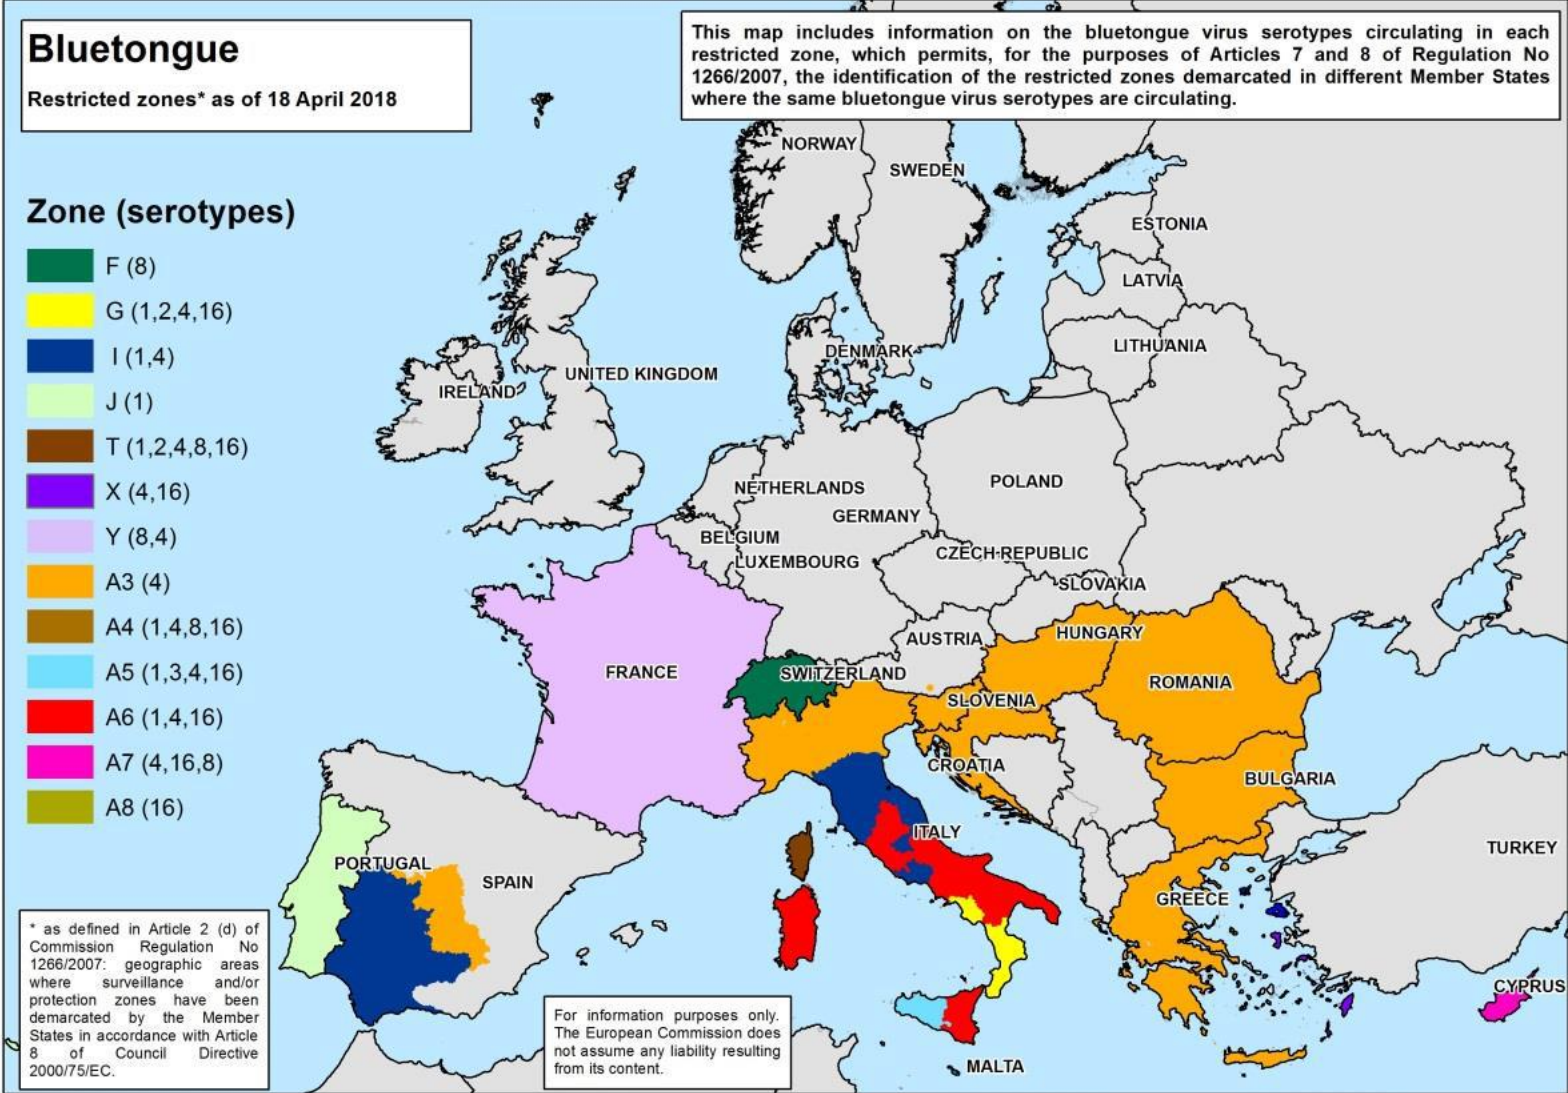 Bluetongue
Restricted zones* as of 18 April 2018
This map includes information on the bluetongue virus serotypes circulating in each
restricted zone, which permits, for the purposes of Articles 7 and 8 of Regulation No
1266/2007, the identification of the restricted zones demarcated in different Member States
where the same bluetongue virus serotypes are circulating.
Zone (serotypes)
F (8)
G (1,2,4,16)
I (1,4)
J (1)
T (1,2,4,8,16)
X (4,16)
Y (8,4)
A3 (4)
A4 (1,4,8,16)
A5 (1,3,4,16)
A6 (1,4,16)
A7 (4,16,8)
A8 (16)
NORWAY
SWEDEN
ESTONIA
LATVIA
LITHUANIA
DENMARK
UNITED KINGDOM
IRELAND
NETHERLANDS
POLAND
GERMANY
BELGIUM
CZECH REPUBLIC
LUXEMBOURG
SLOVAKIA
HUNGARY
AUSTRIA
FRANCE
SWITZERLAND
ROMANIA
SLOVENIA
CROATIA
BULGARIA
ITALY
TURKEY
PORTUGAL
SPAIN
GREECE
CYPRUS
MALTA
* as defined in Article 2 (d) of
Commission Regulation No
1266/2007: geographic areas
where surveillance and/or
protection zones have been
demarcated by the Member
States in accordance with Article
8 of Council Directive
2000/75/EC.
For information purposes only.
The European Commission does
not assume any liability resulting
from its content.